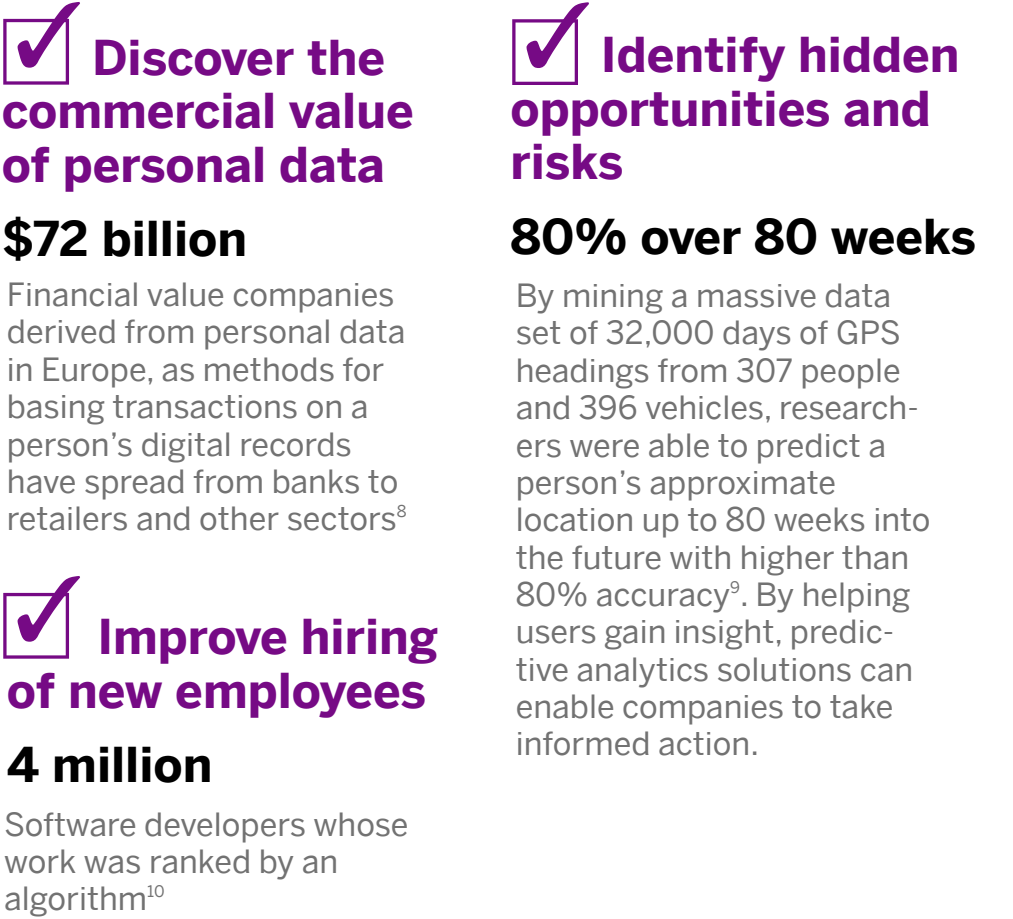 Discover the
commercial value
of personal data
$72 billion
Financial value companies
derived from personal data
in Europe, as methods for
basing transactions on a
person's digital records
have spread from banks to
retailers and other sectors⁸
Improve hiring
of new employees
4 million
Software developers whose
work was ranked by an
algorithm¹⁰
Identify hidden
opportunities and
risks
80% over 80 weeks
By mining a massive data
set of 32,000 days of GPS
headings from 307 people
and 396 vehicles, research-
ers were able to predict a
person's approximate
location up to 80 weeks into
the future with higher than
80% accuracy⁹. By helping
users gain insight, predic-
tive analytics solutions can
enable companies to take
informed action.